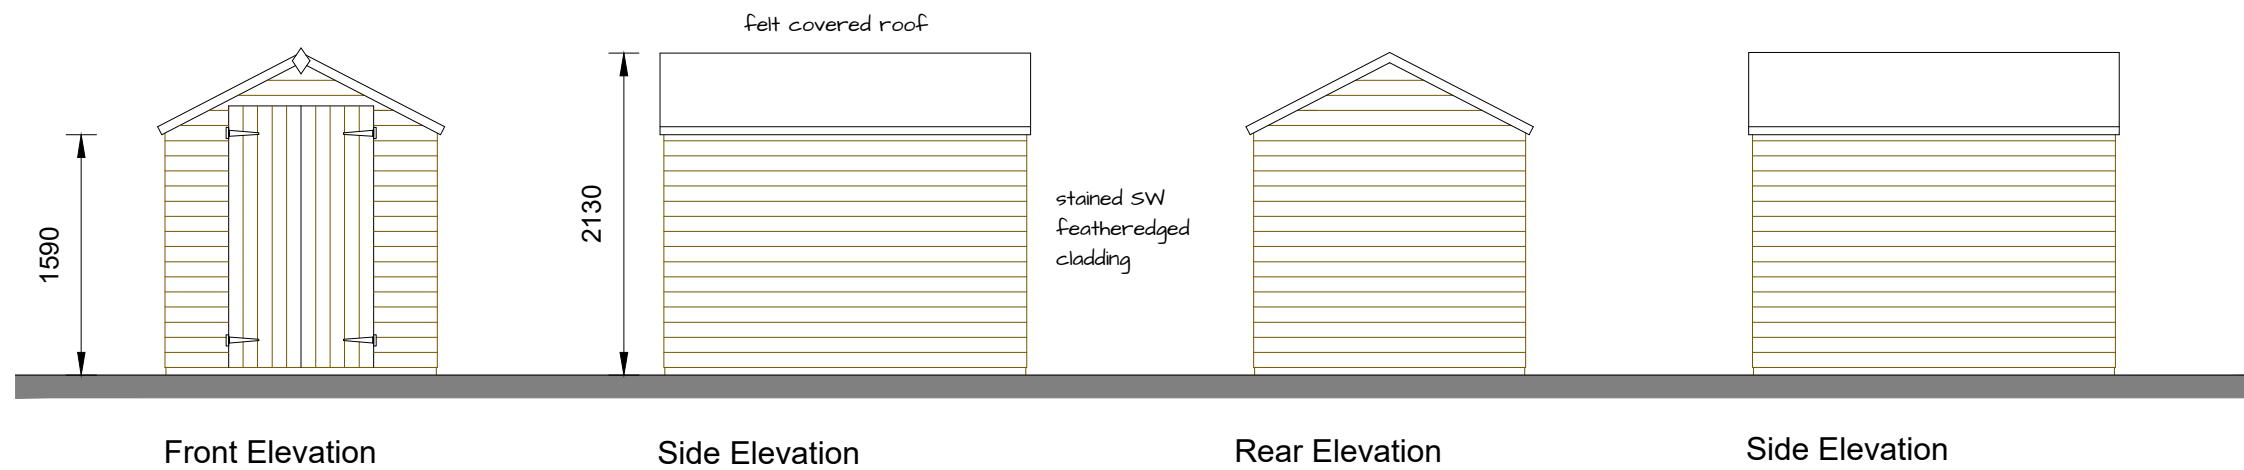 felt covered roof
1590
2130
stained SW
featheredged
cladding
Front Elevation
Side Elevation
Rear Elevation
Side Elevation